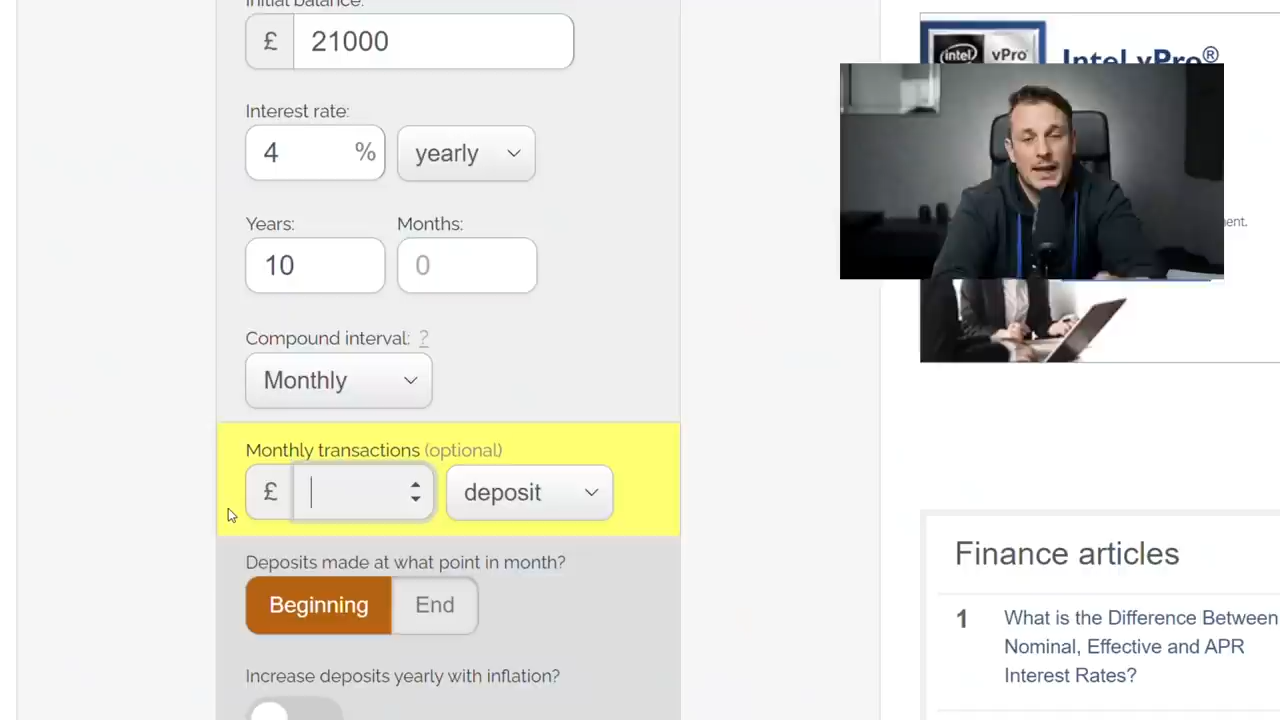 Initial balance:
£ 21000
Interest rate:
4 % yearly
Years: Months:
10 0
Compound interval: ?
Monthly
Monthly transactions (optional)
£ deposit
Deposits made at what point in month?
Beginning End
Increase deposits yearly with inflation?
intel vPro
Intel vPro®
ent.
Finance articles
1 What is the Difference Between
Nominal, Effective and APR
Interest Rates?